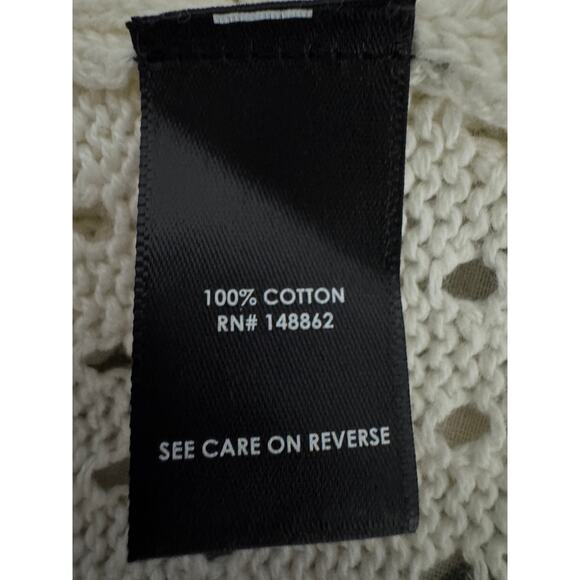 100% COTTON
RN# 148862
SEE CARE ON REVERSE